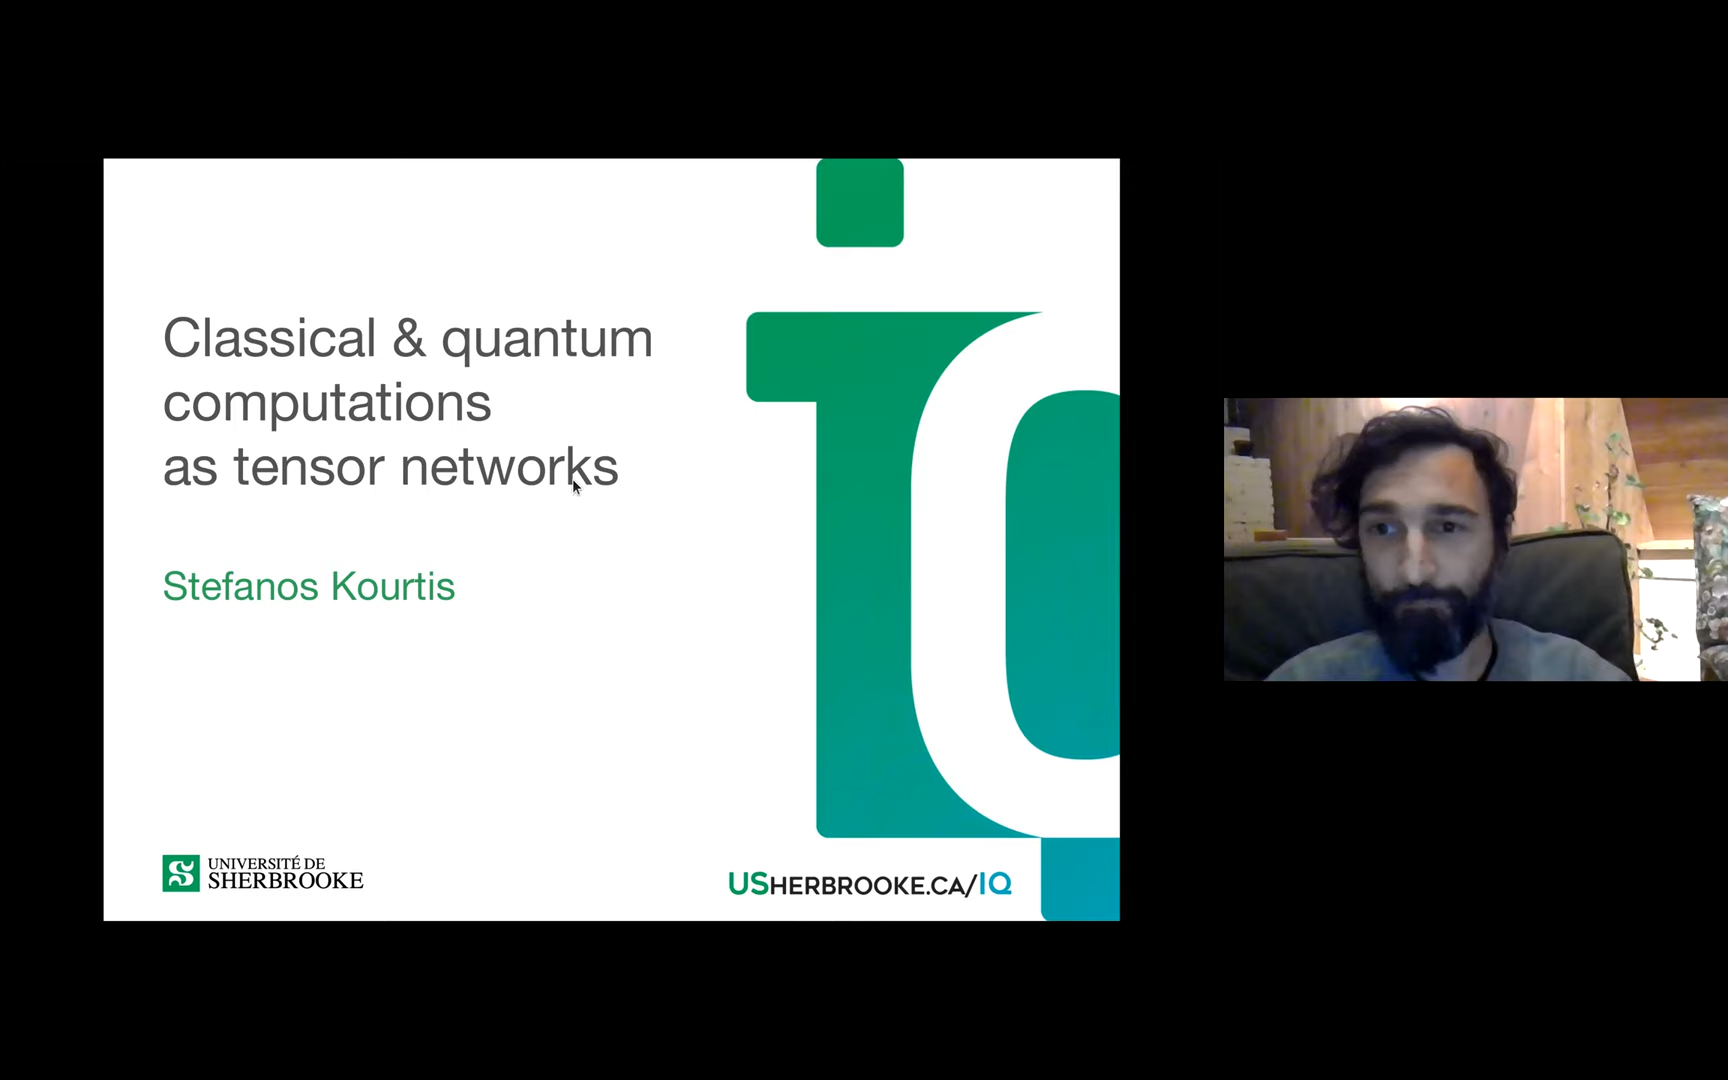 Classical & quantum
computations
as tensor networks
Stefanos Kourtis
UNIVERSITÉ DE
SHERBROOKE
USHERBROOKE.CA/IQ